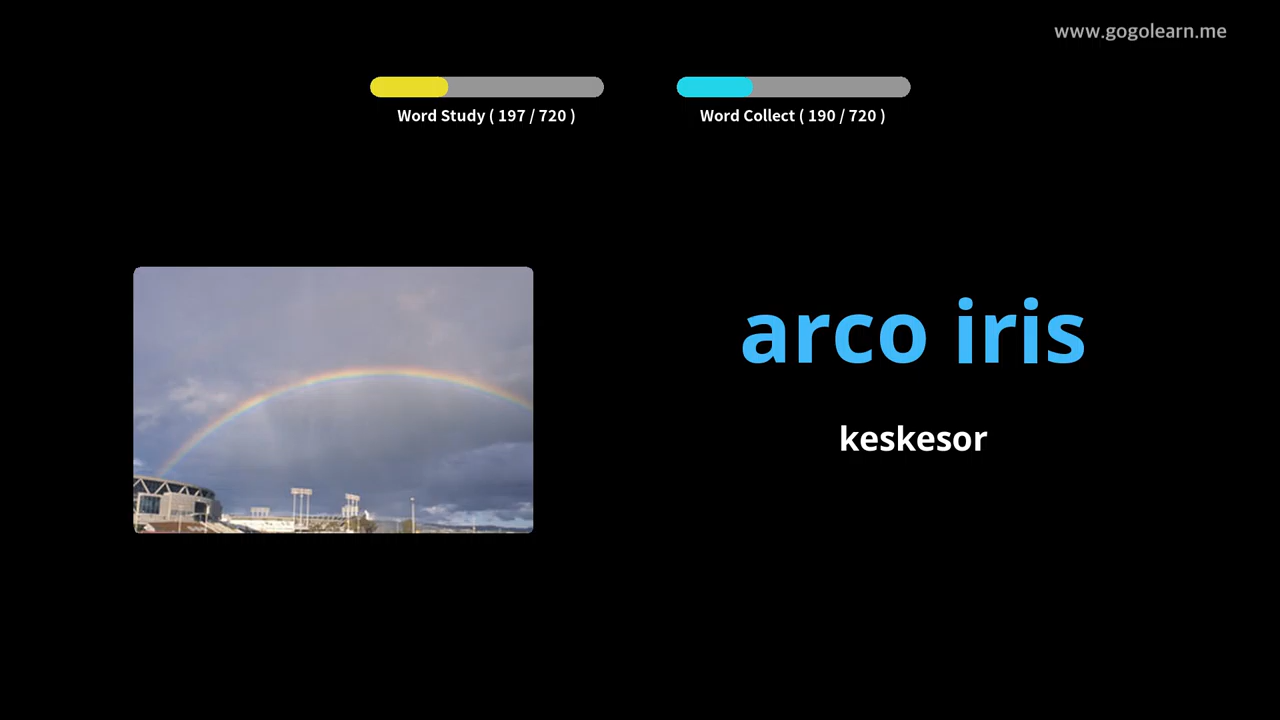 www.gogolearn.me
Word Study ( 197 / 720 )
Word Collect ( 190 / 720 )
arco iris
keskesor